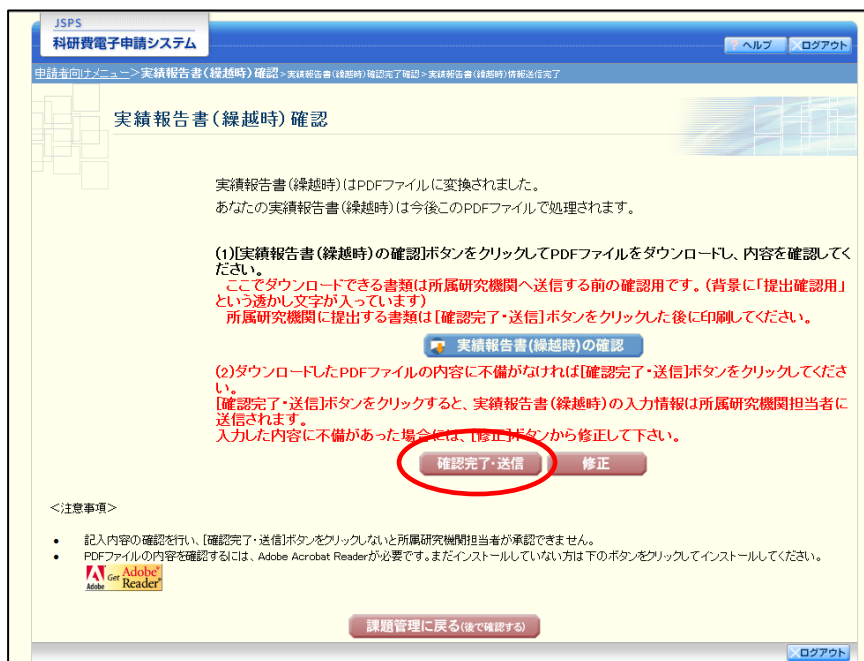 JSPS
科研費電子申請システム
? ヘルプ
ログアウト
申請者向けメニュー>実績報告書(繰越時)確認>実績報告書(繰越時)確認完了確認>実績報告書(繰越時)情報送信完了
実績報告書(繰越時)確認
実績報告書(繰越時)はPDFファイルに変換されました。
あなたの実績報告書(繰越時)は今後このPDFファイルで処理されます。
(1)[実績報告書(繰越時)の確認]ボタンをクリックしてPDFファイルをダウンロードし、内容を確認してく
ださい。
ここでダウンロードできる書類は所属研究機関へ送信する前の確認用です。(背景に「提出確認用」
という透かし文字が入っています)
所属研究機関に提出する書類は[確認完了・送信]ボタンをクリックした後に印刷してください。
実績報告書(繰越時)の確認
(2)ダウンロードしたPDFファイルの内容に不備がなければ[確認完了・送信]ボタンをクリックしてくださ
い。
[確認完了・送信]ボタンをクリックすると、実績報告書(繰越時)の入力情報は所属研究機関担当者に
送信されます。
入力した内容に不備があった場合には、[修正]ボタンから修正して下さい。
確認完了・送信
修正
<注意事項>
• 記入内容の確認を行い、[確認完了・送信]ボタンをクリックしないと所属研究機関担当者が承認できません。
• PDFファイルの内容を確認するには、Adobe Acrobat Readerが必要です。まだインストールしていない方は下のボタンをクリックしてインストールしてください。
Adobe Get Adobe® Reader®
課題管理に戻る(後で確認する)
ログアウト